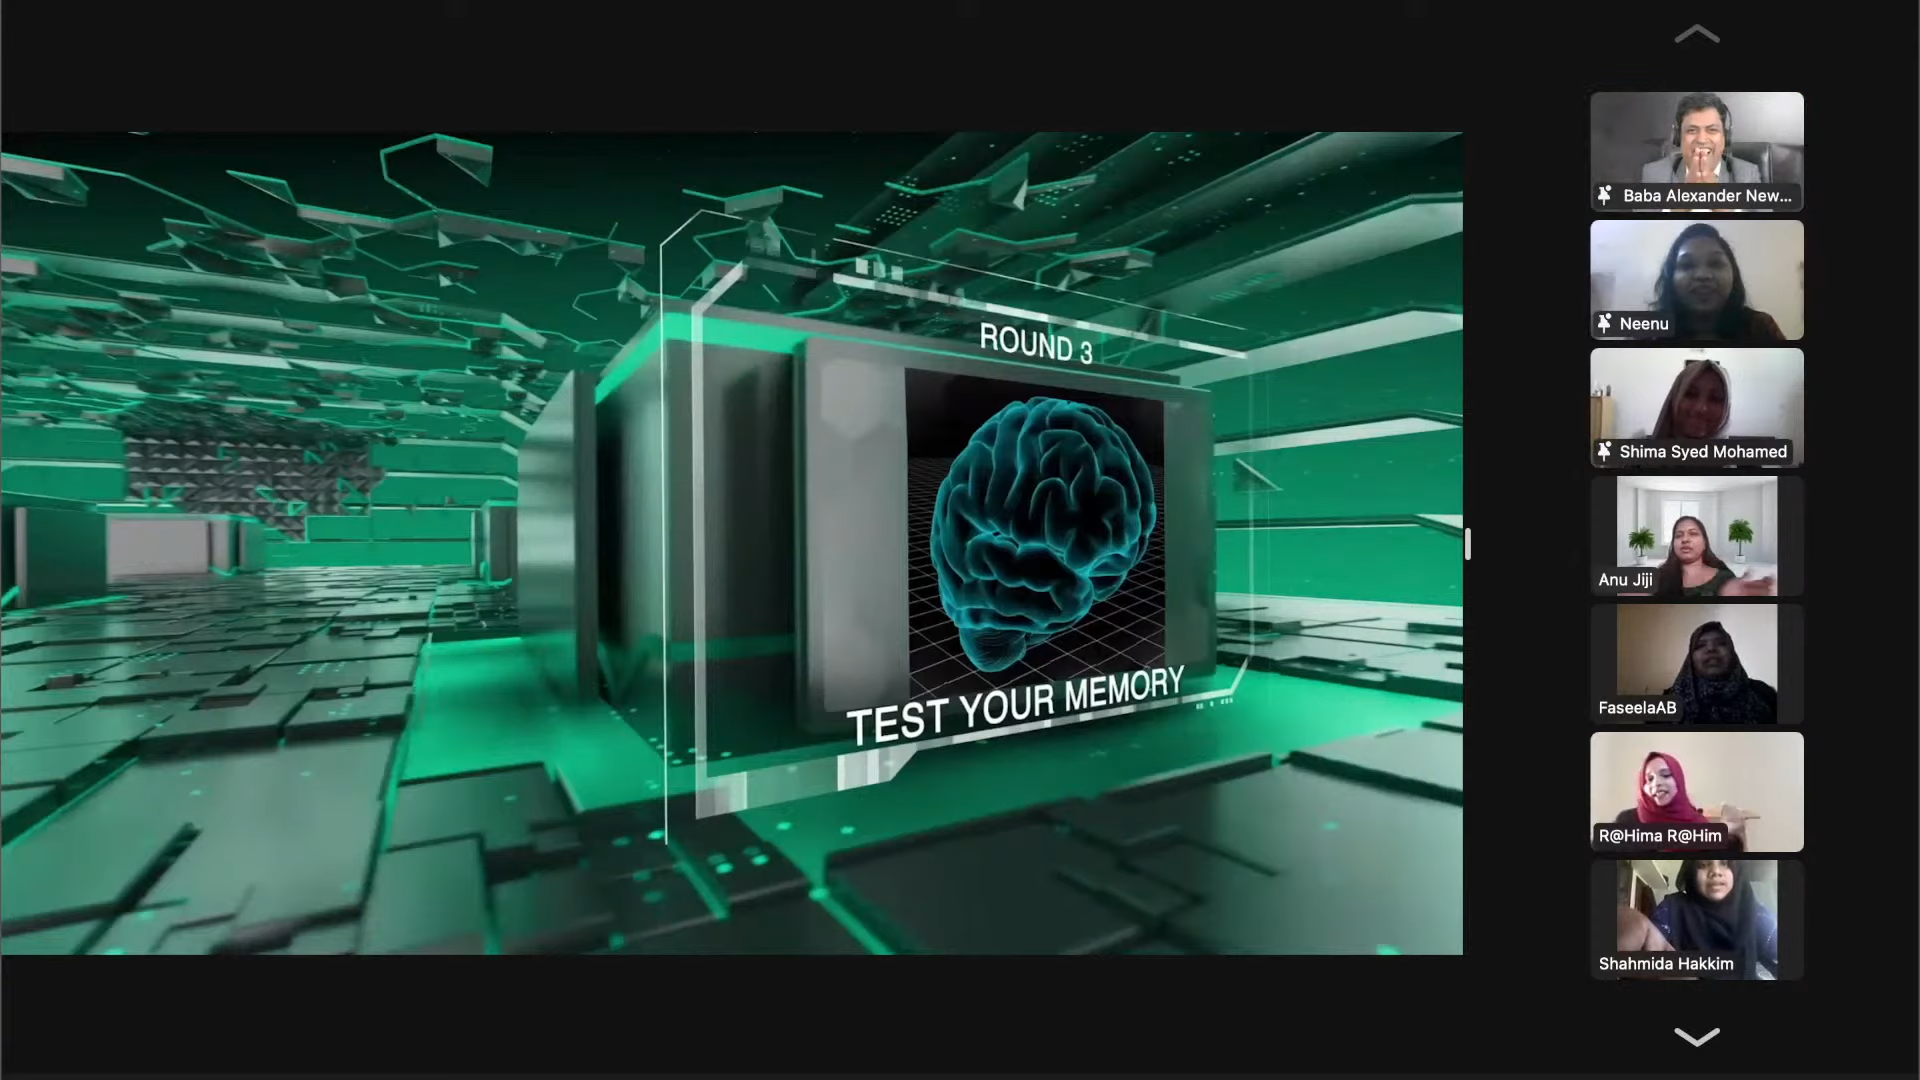 ROUND 3
TEST YOUR MEMORY
Baba Alexander New...
Neenu
Shima Syed Mohamed
Anu Jiji
FaseelaAB
R@Hima R@Him
Shahmida Hakkim